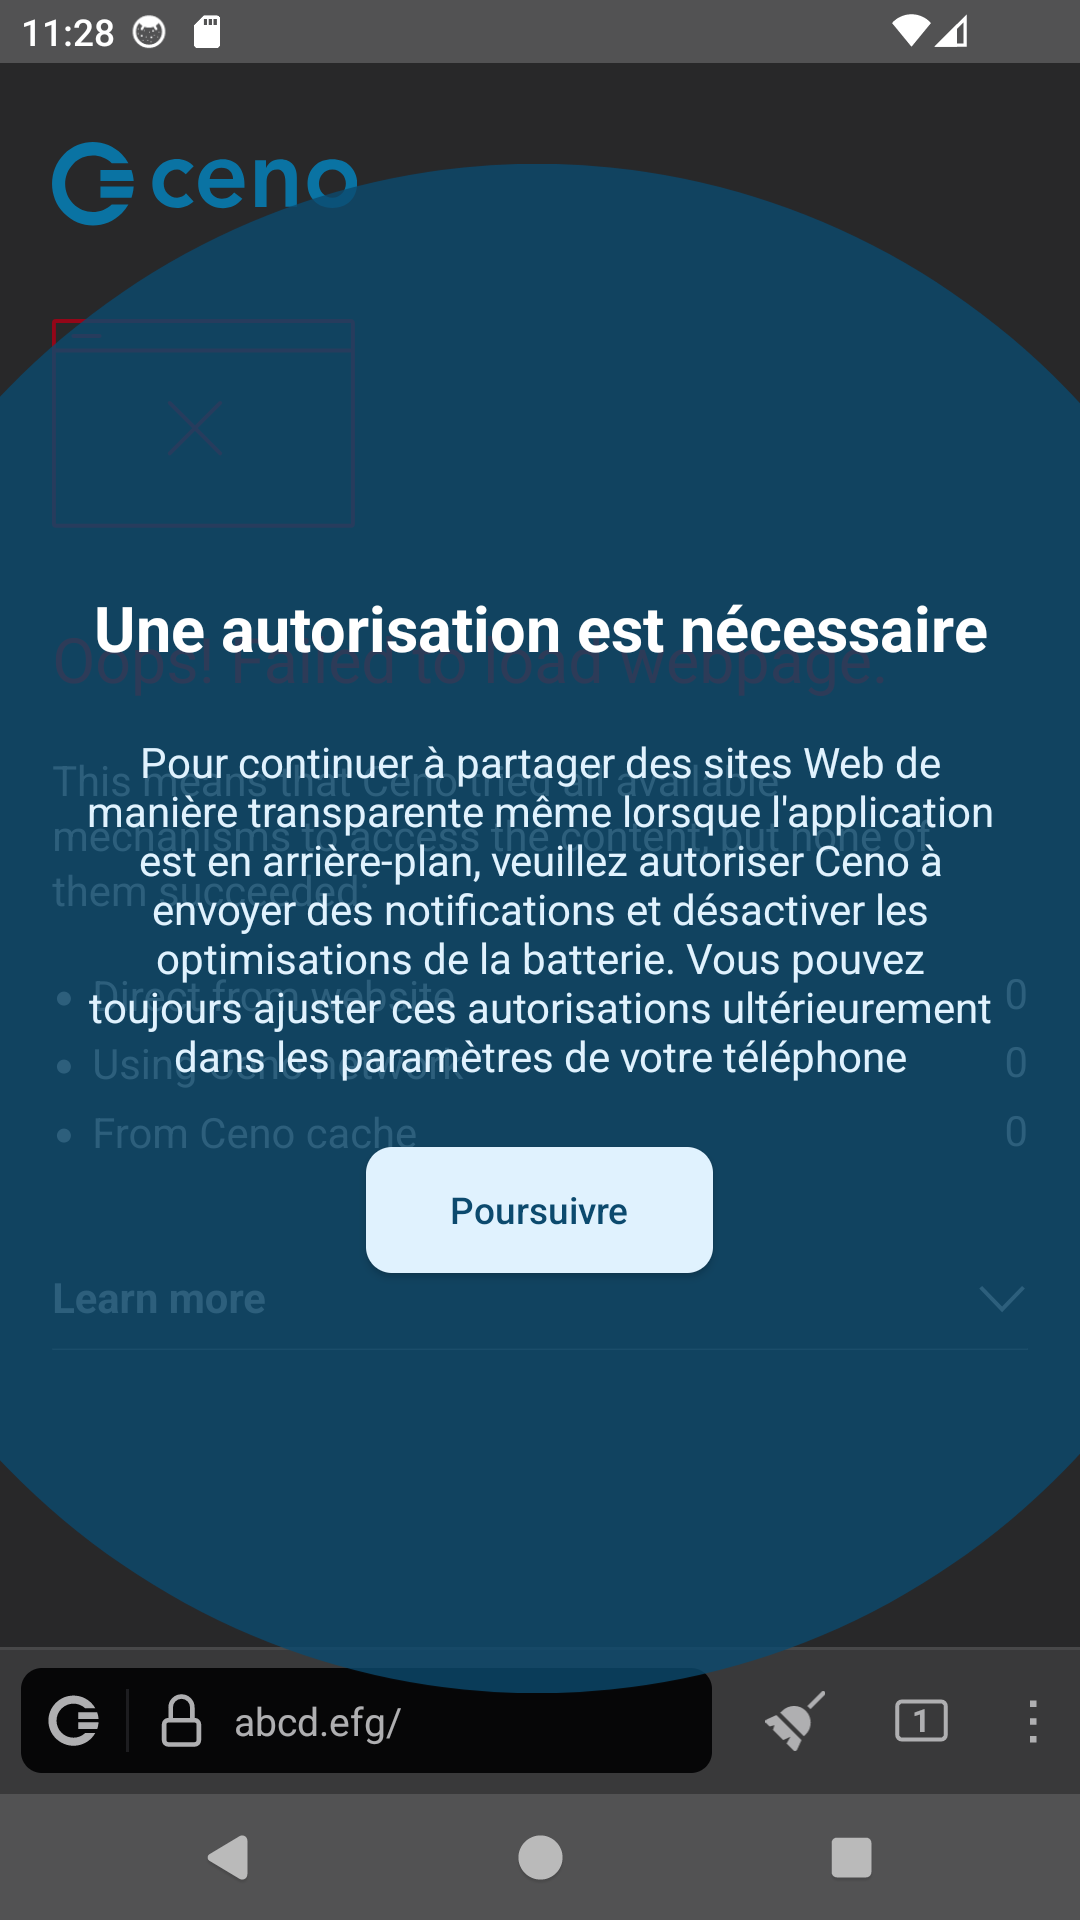 11:28
ceno
Une autorisation est nécessaire
Oops! Failed to load webpage.
Pour continuer à partager des sites Web de
manière transparente même lorsque l'application
est en arrière-plan, veuillez autoriser Ceno à
envoyer des notifications et désactiver les
optimisations de la batterie. Vous pouvez
toujours ajuster ces autorisations ultérieurement
dans les paramètres de votre téléphone
This means that Ceno tried all available
mechanisms to access the content, but none of
them succeeded:
Direct from website 0
Using Ceno network 0
From Ceno cache 0
Poursuivre
Learn more
abcd.efg/
1